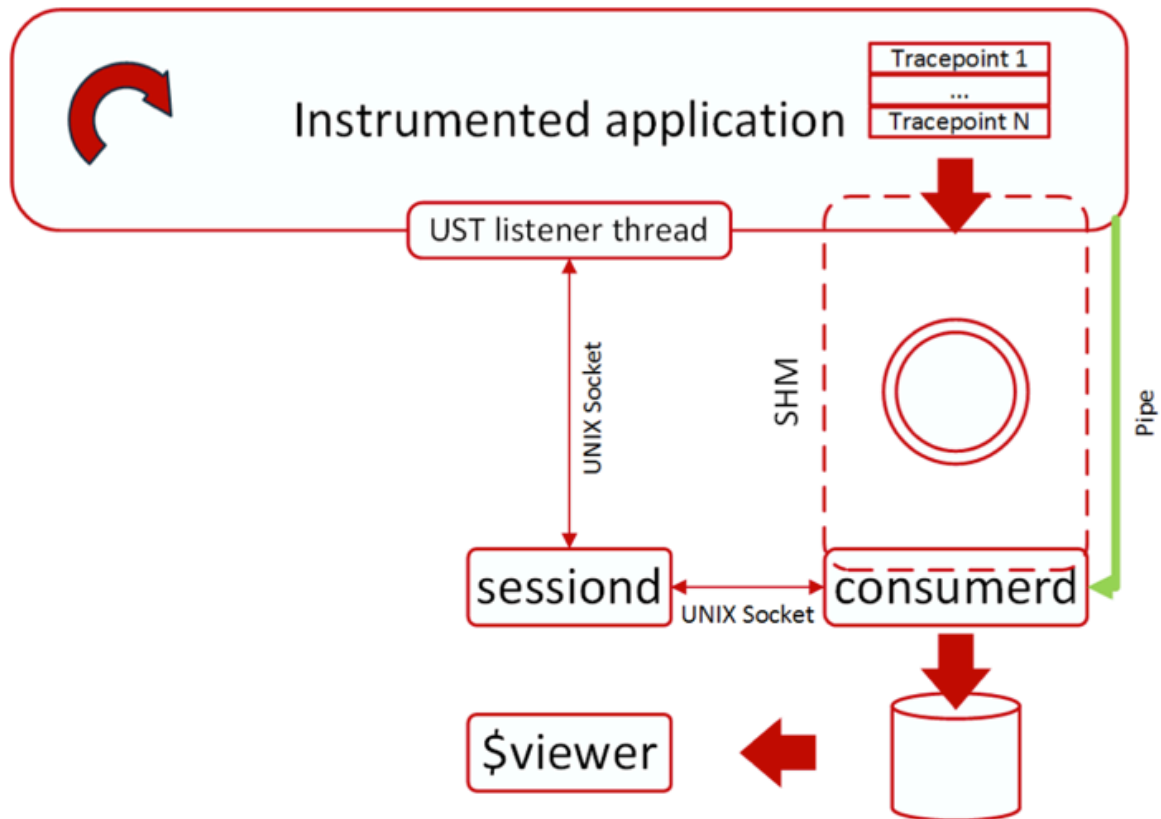 Tracepoint 1
...
Tracepoint N
Instrumented application
UST listener thread
UNIX Socket
SHM
Pipe
sessiond
UNIX Socket
consumerd
$viewer